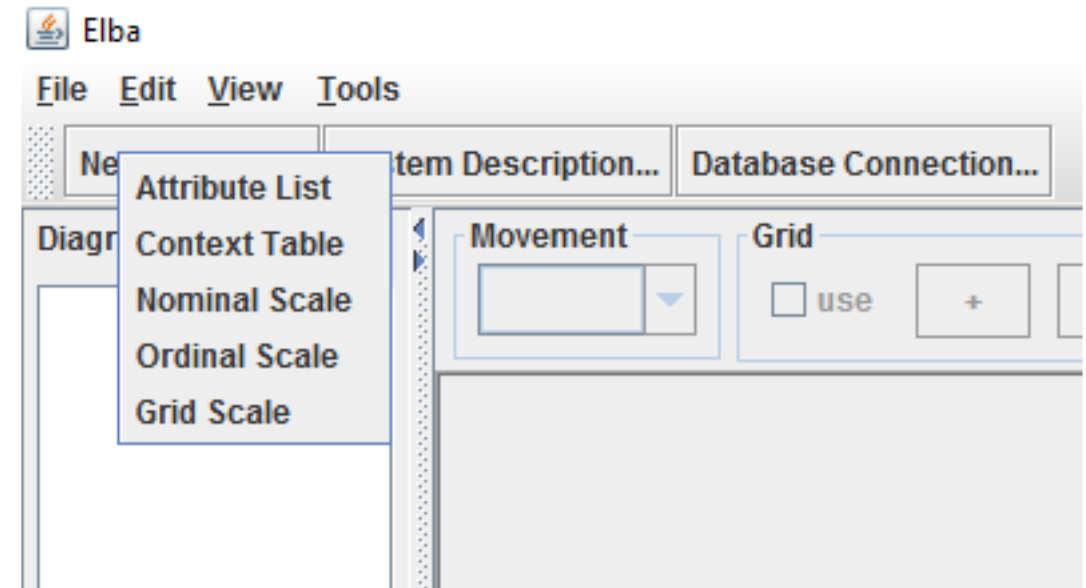 Elba
File Edit View Tools
Ne tem Description... Database Connection...
Attribute List
Diagr Context Table Movement Grid
Nominal Scale use +
Ordinal Scale
Grid Scale